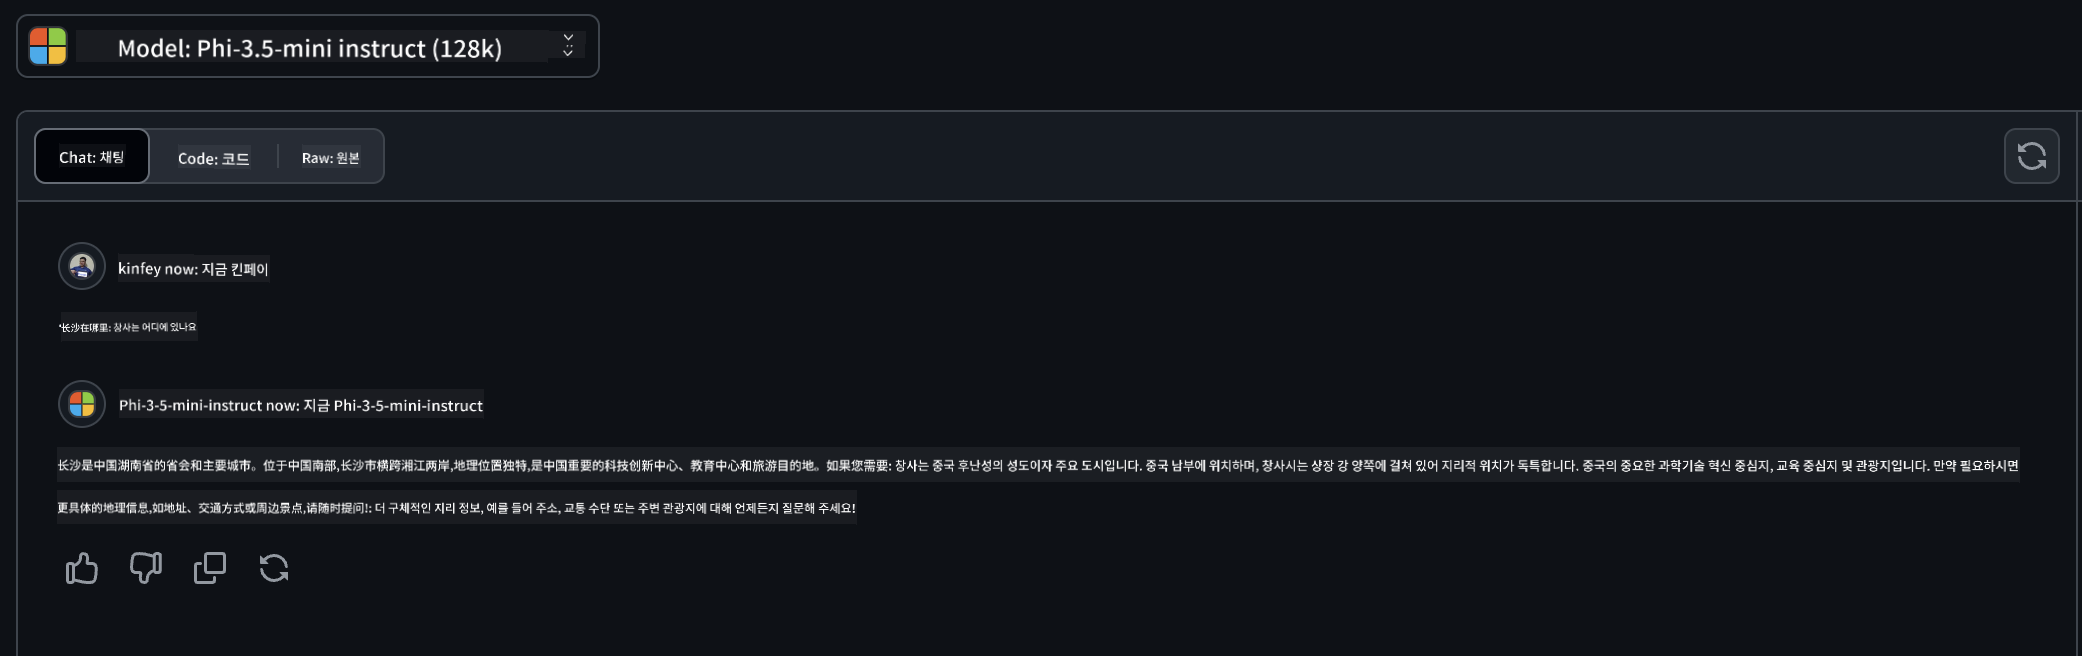 Model: Phi-3.5-mini instruct (128k)
Chat: 채팅
Code: 코드
Raw: 원본
kinfey now: 지금 킨페이
长沙在哪里: 창사는 어디에 있나요
Phi-3-5-mini-instruct now: 지금 Phi-3-5-mini-instruct
长沙是中国湖南省的省会和主要城市。位于中国南部,长沙市横跨湘江两岸,地理位置独特,是中国重要的科技创新中心、教育中心和旅游目的地。如果您需要: 창사는 중국 후난성의 성도이자 주요 도시입니다. 중국 남부에 위치하며, 창사시는 샹장 강 양쪽에 걸쳐 있어 지리적 위치가 독특합니다. 중국의 중요한 과학기술 혁신 중심지, 교육 중심지 및 관광지입니다. 만약 필요하시면
更具体的地理信息,如地址、交通方式或周边景点,请随时提问!: 더 구체적인 지리 정보, 예를 들어 주소, 교통 수단 또는 주변 관광지에 대해 언제든지 질문해 주세요!